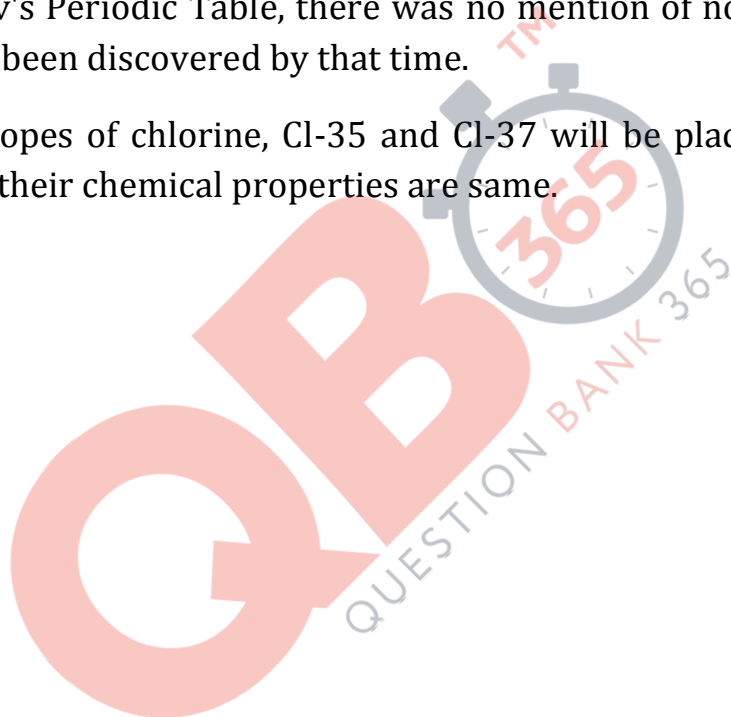 v's Periodic Table, there was no mention of no
been discovered by that time.
opes of chlorine, Cl-35 and Cl-37 will be plac
their chemical properties are same.
TM
365
QB
QUESTION BANK 365